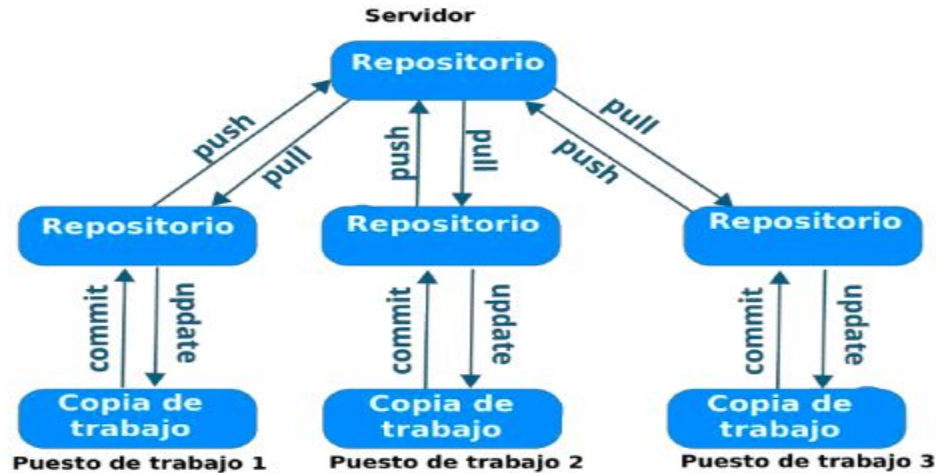 Servidor
Repositorio
push
pull
push
pull
pull
push
Repositorio
Repositorio
Repositorio
commit
update
commit
update
commit
update
Copia de
trabajo
Copia de
trabajo
Copia de
trabajo
Puesto de trabajo 1
Puesto de trabajo 2
Puesto de trabajo 3